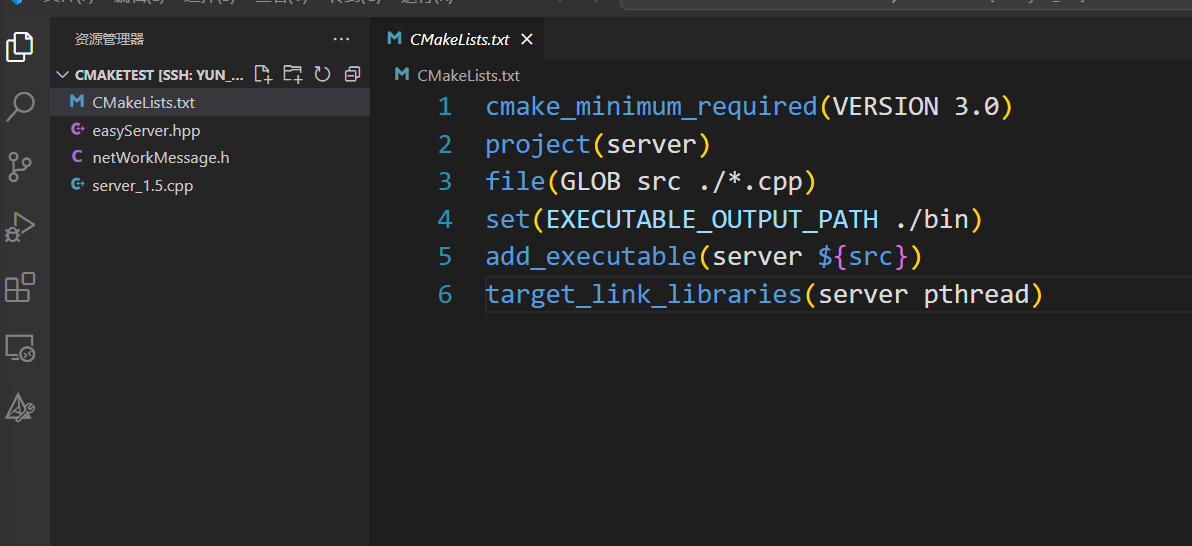 资源管理器
CMAKETEST [SSH: YUN_...
CMakeLists.txt
easyServer.hpp
netWorkMessage.h
server_1.5.cpp
CMakeLists.txt
CMakeLists.txt
1 cmake_minimum_required(VERSION 3.0)
2 project(server)
3 file(GLOB src ./*.cpp)
4 set(EXECUTABLE_OUTPUT_PATH ./bin)
5 add_executable(server ${src})
6 target_link_libraries(server pthread)